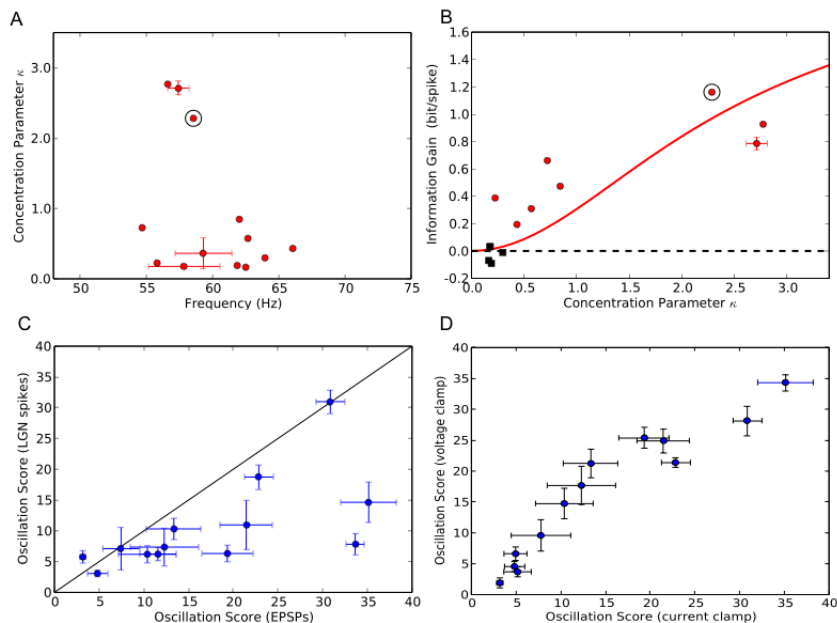 A
Concentration Parameter κ
3.0
2.0
1.0
0.0
50 55 60 65 70 75
Frequency (Hz)
B
Information Gain (bit/spike)
1.6
1.4
1.2
1.0
0.8
0.6
0.4
0.2
0.0
-0.2
0.0 0.5 1.0 1.5 2.0 2.5 3.0
Concentration Parameter κ
C
Oscillation Score (LGN spikes)
40
35
30
25
20
15
10
5
0
0 5 10 15 20 25 30 35 40
Oscillation Score (EPSPs)
D
Oscillation Score (voltage clamp)
40
35
30
25
20
15
10
5
0
0 5 10 15 20 25 30 35 40
Oscillation Score (current clamp)